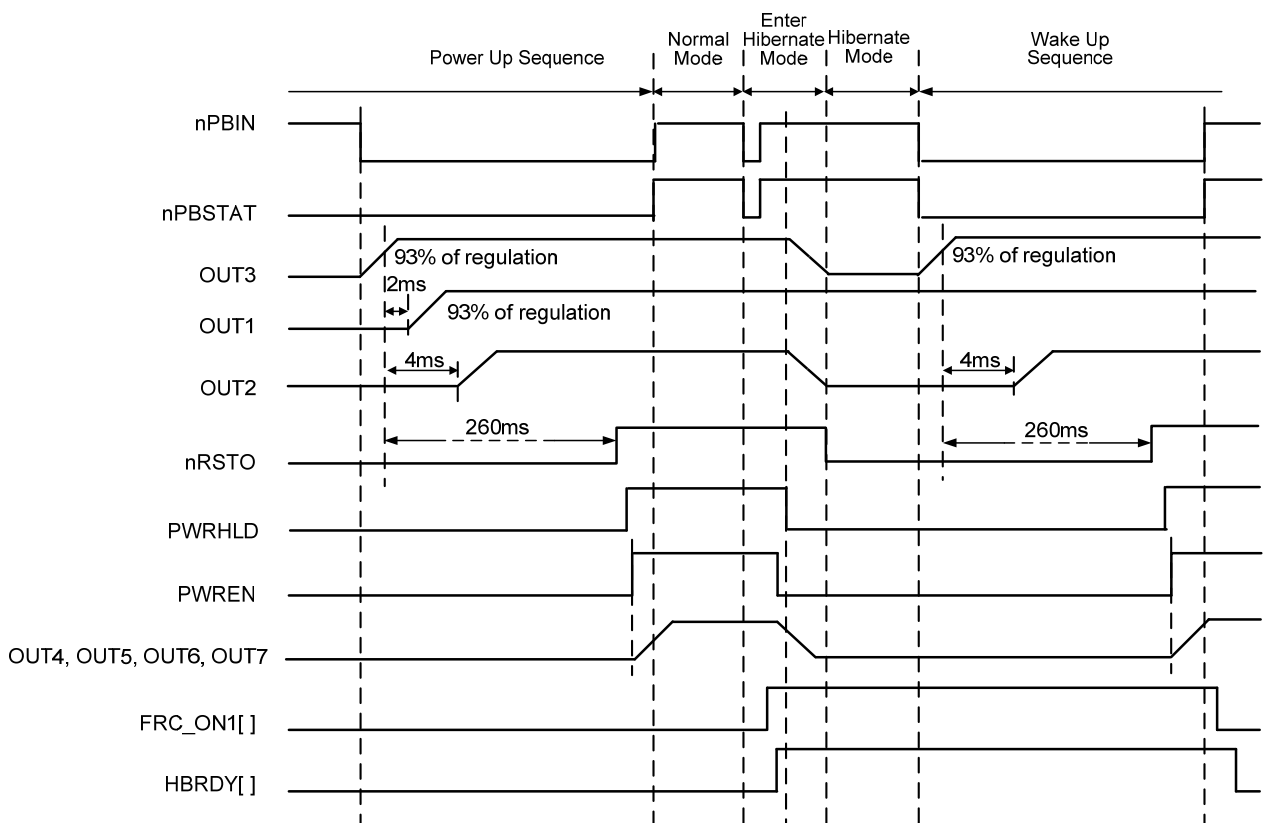 Power Up Sequence
Normal
Mode
Enter
Hibernate
Mode
Hibernate
Mode
Wake Up
Sequence
nPBIN
nPBSTAT
OUT3
93% of regulation
93% of regulation
2ms
OUT1
93% of regulation
OUT2
4ms
4ms
nRSTO
260ms
260ms
PWRHLD
PWREN
OUT4, OUT5, OUT6, OUT7
FRC_ON1[ ]
HBRDY[ ]